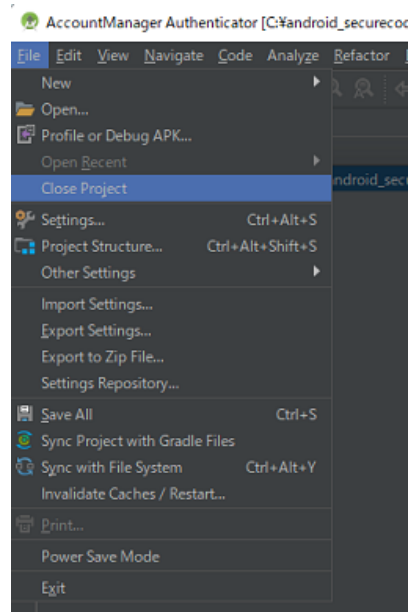 AccountManager Authenticator [C:¥android_securecod
File Edit View Navigate Code Analyze Refactor
New
Open...
Profile or Debug APK...
Open Recent
Close Project
ndroid_sec
Settings... Ctrl+Alt+S
Project Structure... Ctrl+Alt+Shift+S
Other Settings
Import Settings...
Export Settings...
Export to Zip File...
Settings Repository...
Save All Ctrl+S
Sync Project with Gradle Files
Sync with File System Ctrl+Alt+Y
Invalidate Caches / Restart...
Print...
Power Save Mode
Exit